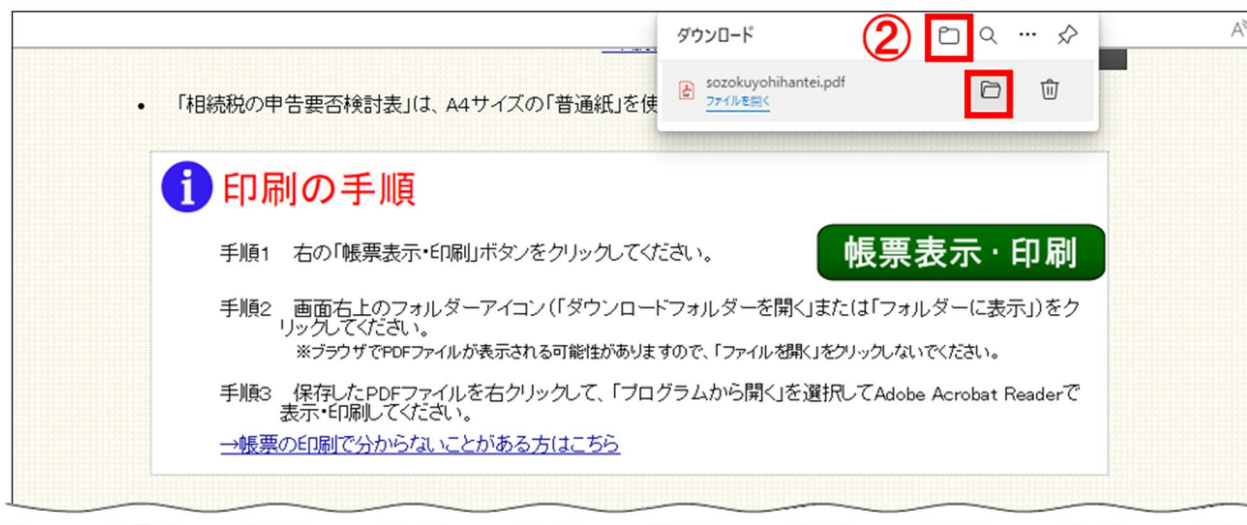 ダウンロード
②
sozokuyohihantei.pdf
ファイルを開く
・ 「相続税の申告要否検討表」は、A4サイズの「普通紙」を使
印刷の手順
手順1 右の「帳票表示・印刷」ボタンをクリックしてください。
帳票表示・印刷
手順2 画面右上のフォルダーアイコン(「ダウンロードフォルダーを開く」または「フォルダーに表示」)をク
リックしてください。
※ブラウザでPDFファイルが表示される可能性がありますので、「ファイルを開く」をクリックしないでください。
手順3 保存したPDFファイルを右クリックして、「プログラムから開く」を選択してAdobe Acrobat Readerで
表示・印刷してください。
→帳票の印刷で分からないことがある方はこちら